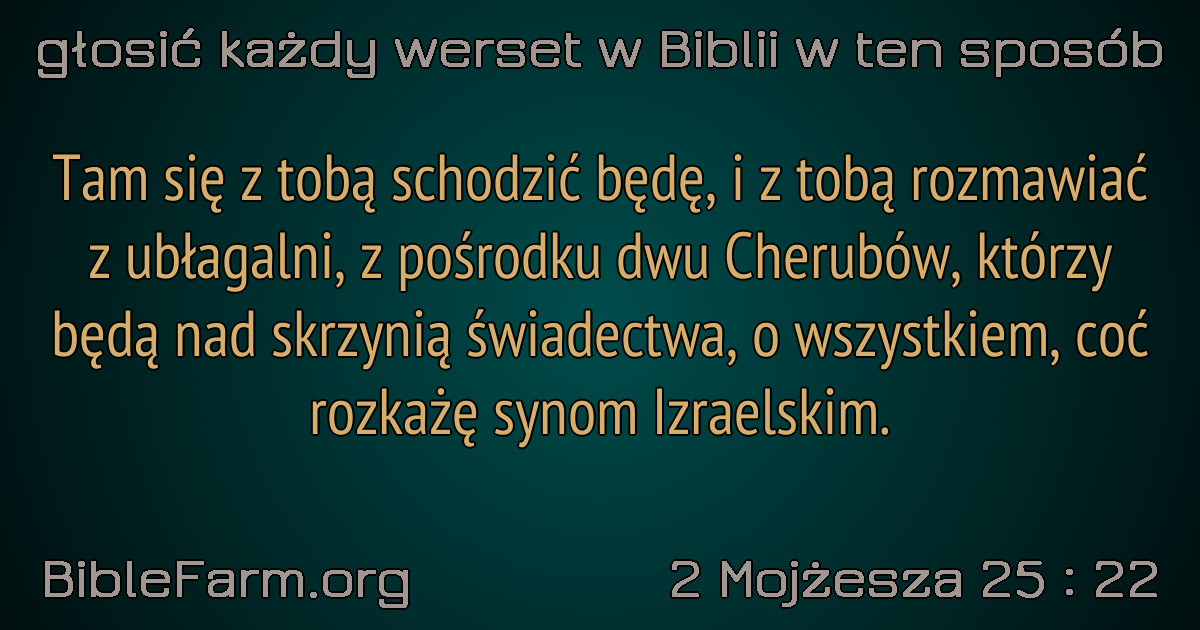 głosić każdy werset w Biblii w ten sposób
Tam się z tobą schodzić będę, i z tobą rozmawiać
z ubłagalni, z pośrodku dwu Cherubów, którzy
będą nad skrzynią świadectwa, o wszystkiem, coć
rozkażę synom Izraelskim.
BibleFarm.org
2 Mojżesza 25 : 22